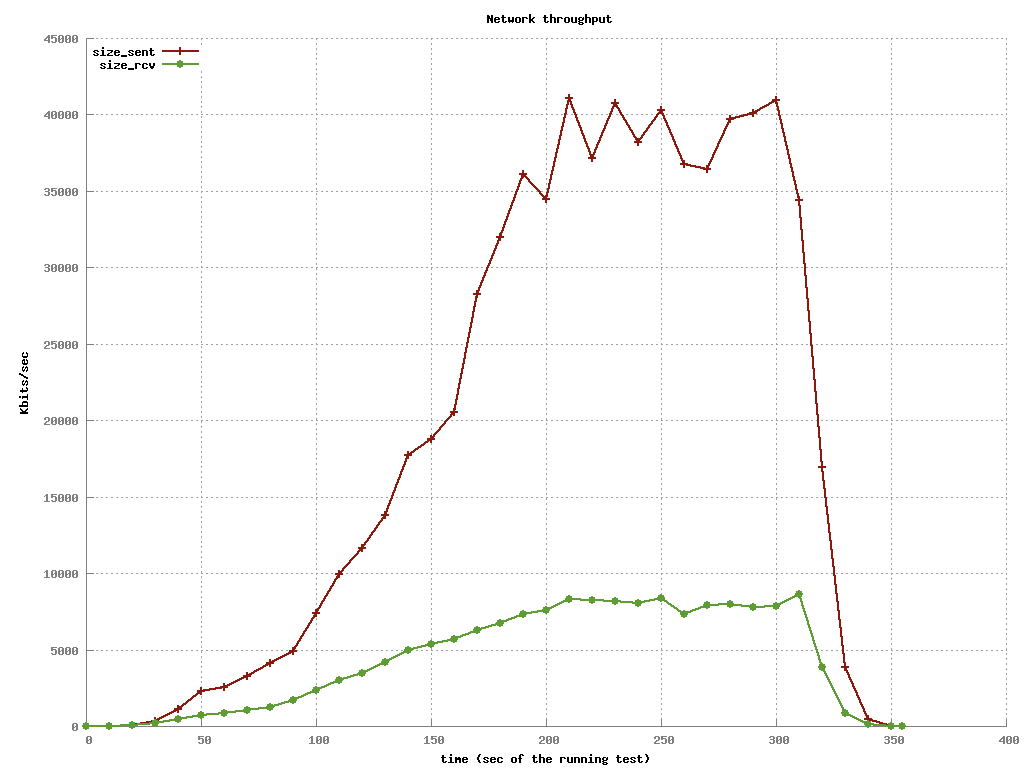 Network throughput
45000
size_sent
size_rcv
40000
35000
30000
25000
Kbits/sec
20000
15000
10000
5000
0
0 50 100 150 200 250 300 350 400
time (sec of the running test)